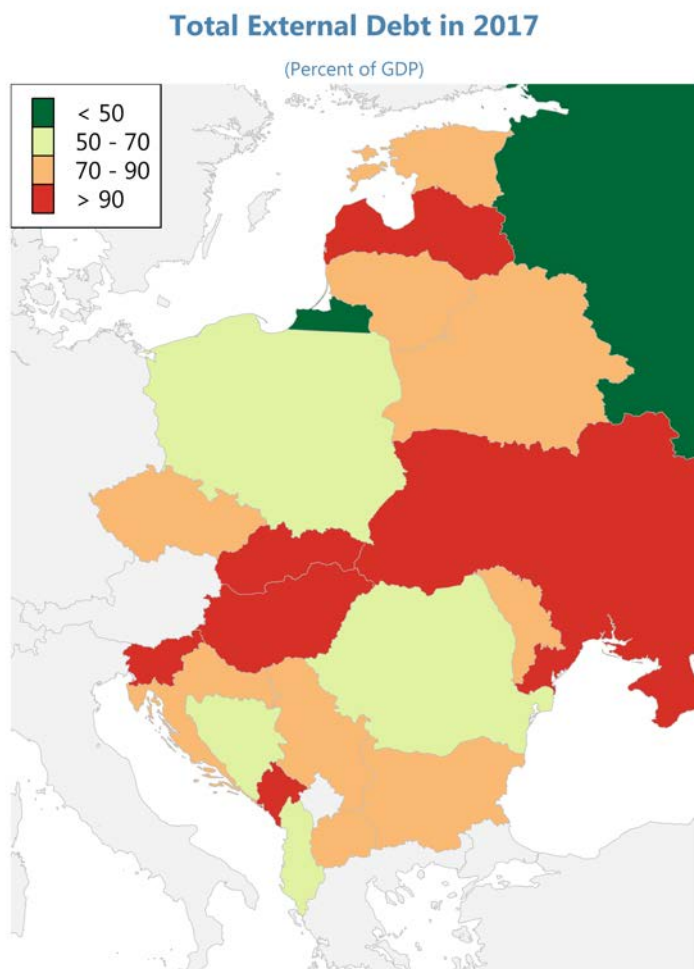 Total External Debt in 2017
(Percent of GDP)
< 50
50 - 70
70 - 90
> 90